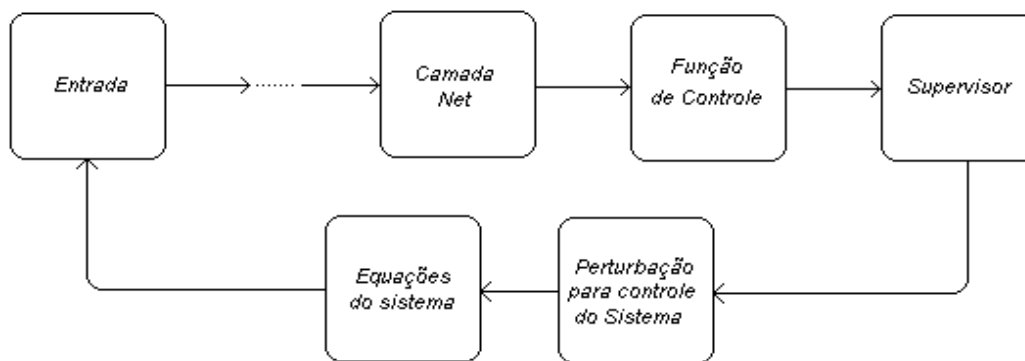 Entrada
Camada
Net
Função
de Controle
Supervisor
Equações
do sistema
Perturbação
para controle
do Sistema